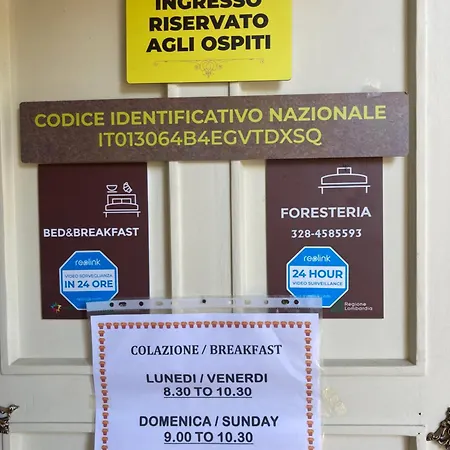 INGRESSO
RISERVATO
AGLI OSPITI
CODICE IDENTIFICATIVO NAZIONALE
IT013064B4EGVTDXSQ
BED&BREAKFAST
reolink
VIDEO SORVEGLIANZA
IN 24 ORE
FORESTERIA
328-4585593
reolink
24 HOUR
VIDEO SURVEILLANCE
Regione
Lombardia
COLAZIONE / BREAKFAST
LUNEDI / VENERDI
8.30 TO 10.30
DOMENICA / SUNDAY
9.00 TO 10.30